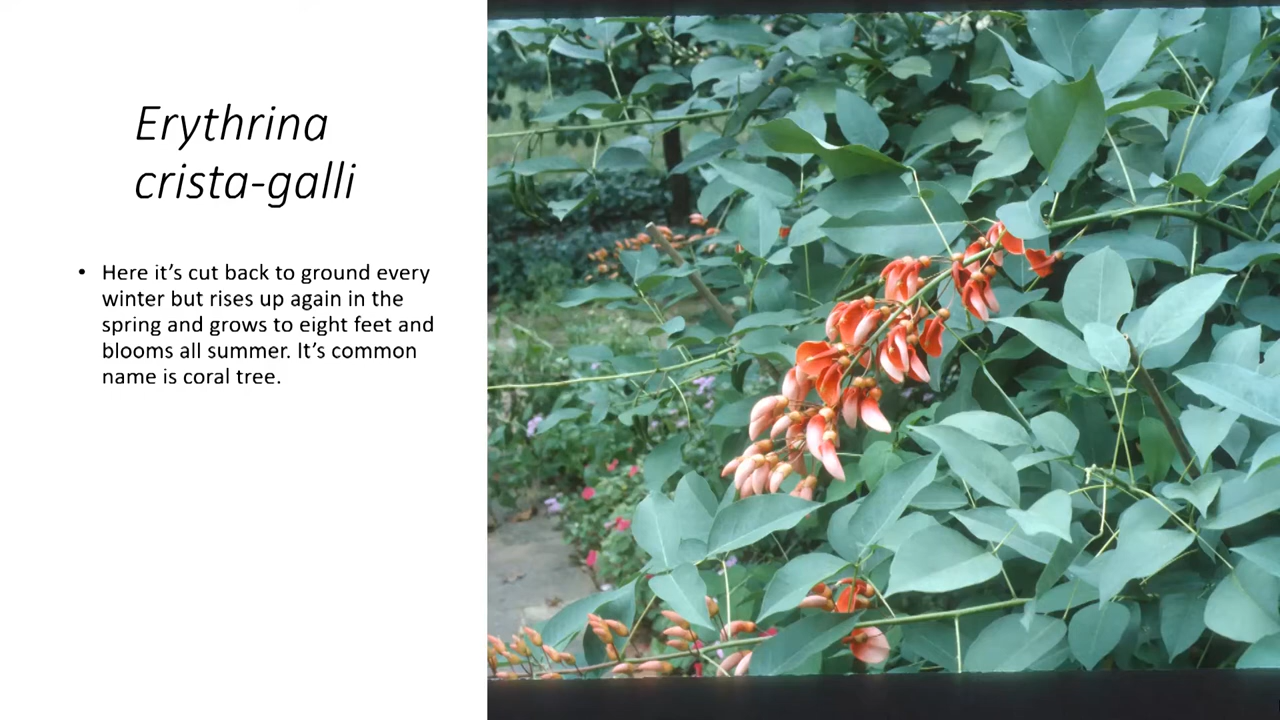 Erythrina
crista-galli
• Here it’s cut back to ground every
winter but rises up again in the
spring and grows to eight feet and
blooms all summer. It’s common
name is coral tree.